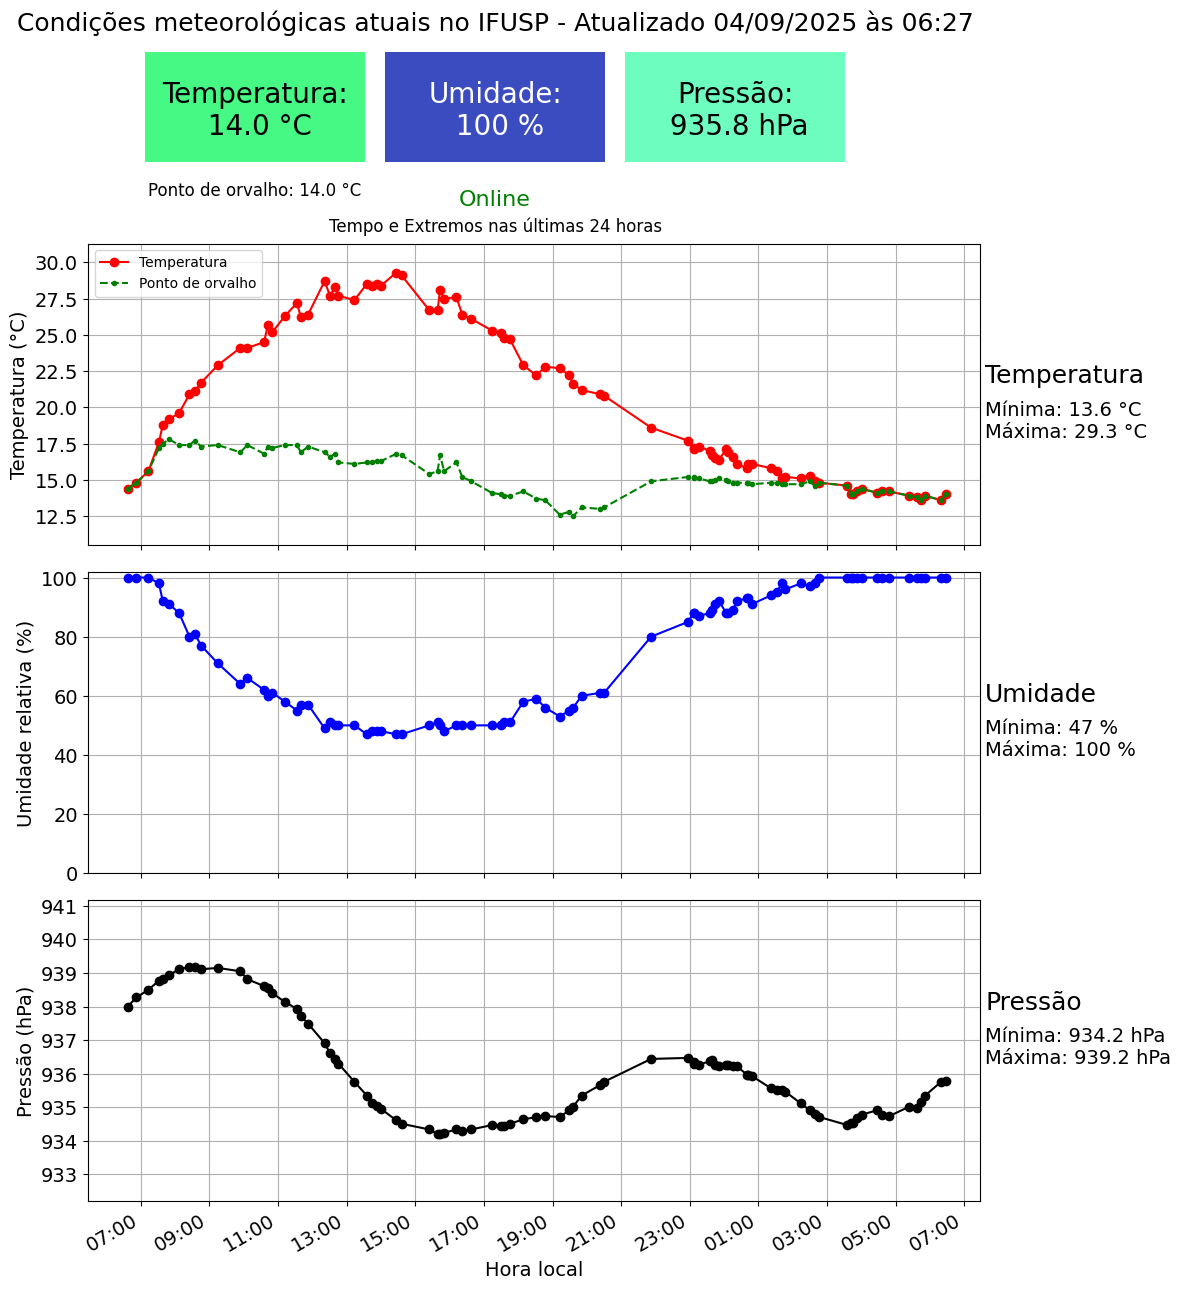 Condições meteorológicas atuais no IFUSP - Atualizado 04/09/2025 às 06:27
Temperatura:
14.0 °C
Umidade:
100 %
Pressão:
935.8 hPa
Ponto de orvalho: 14.0 °C
Online
Tempo e Extremos nas últimas 24 horas
Temperatura (°C)
30.0
27.5
25.0
22.5
20.0
17.5
15.0
12.5
Temperatura
Ponto de orvalho
Temperatura
Mínima: 13.6 °C
Máxima: 29.3 °C
Umidade relativa (%)
100
80
60
40
20
0
Umidade
Mínima: 47 %
Máxima: 100 %
Pressão (hPa)
941
940
939
938
937
936
935
934
933
Pressão
Mínima: 934.2 hPa
Máxima: 939.2 hPa
07:00 09:00 11:00 13:00 15:00 17:00 19:00 21:00 23:00 01:00 03:00 05:00 07:00
Hora local